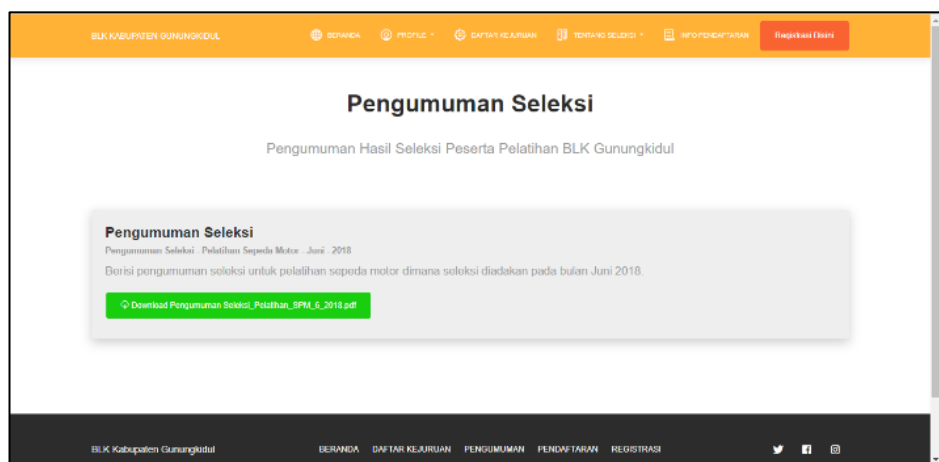 BLK KABUPATEN GUNUNGKIDUL BERANDA PROFILE DAFTAR KEJURUAN TENTANG SELEKSI INFO PENDAFTARAN Registrasi Disini
Pengumuman Seleksi
Pengumuman Hasil Seleksi Peserta Pelatihan BLK Gunungkidul
Pengumuman Seleksi
Pengumuman Seleksi - Pelatihan Sepeda Motor - Juni - 2018
Berisi pengumuman seleksi untuk pelatihan sepeda motor dimana seleksi diadakan pada bulan Juni 2018.
Download Pengumuman Seleksi_Pelatihan_SPM_6_2018.pdf
BLK Kabupaten Gunungkidul BERANDA DAFTAR KEJURUAN PENGUMUMAN PENDAFTARAN REGISTRASI